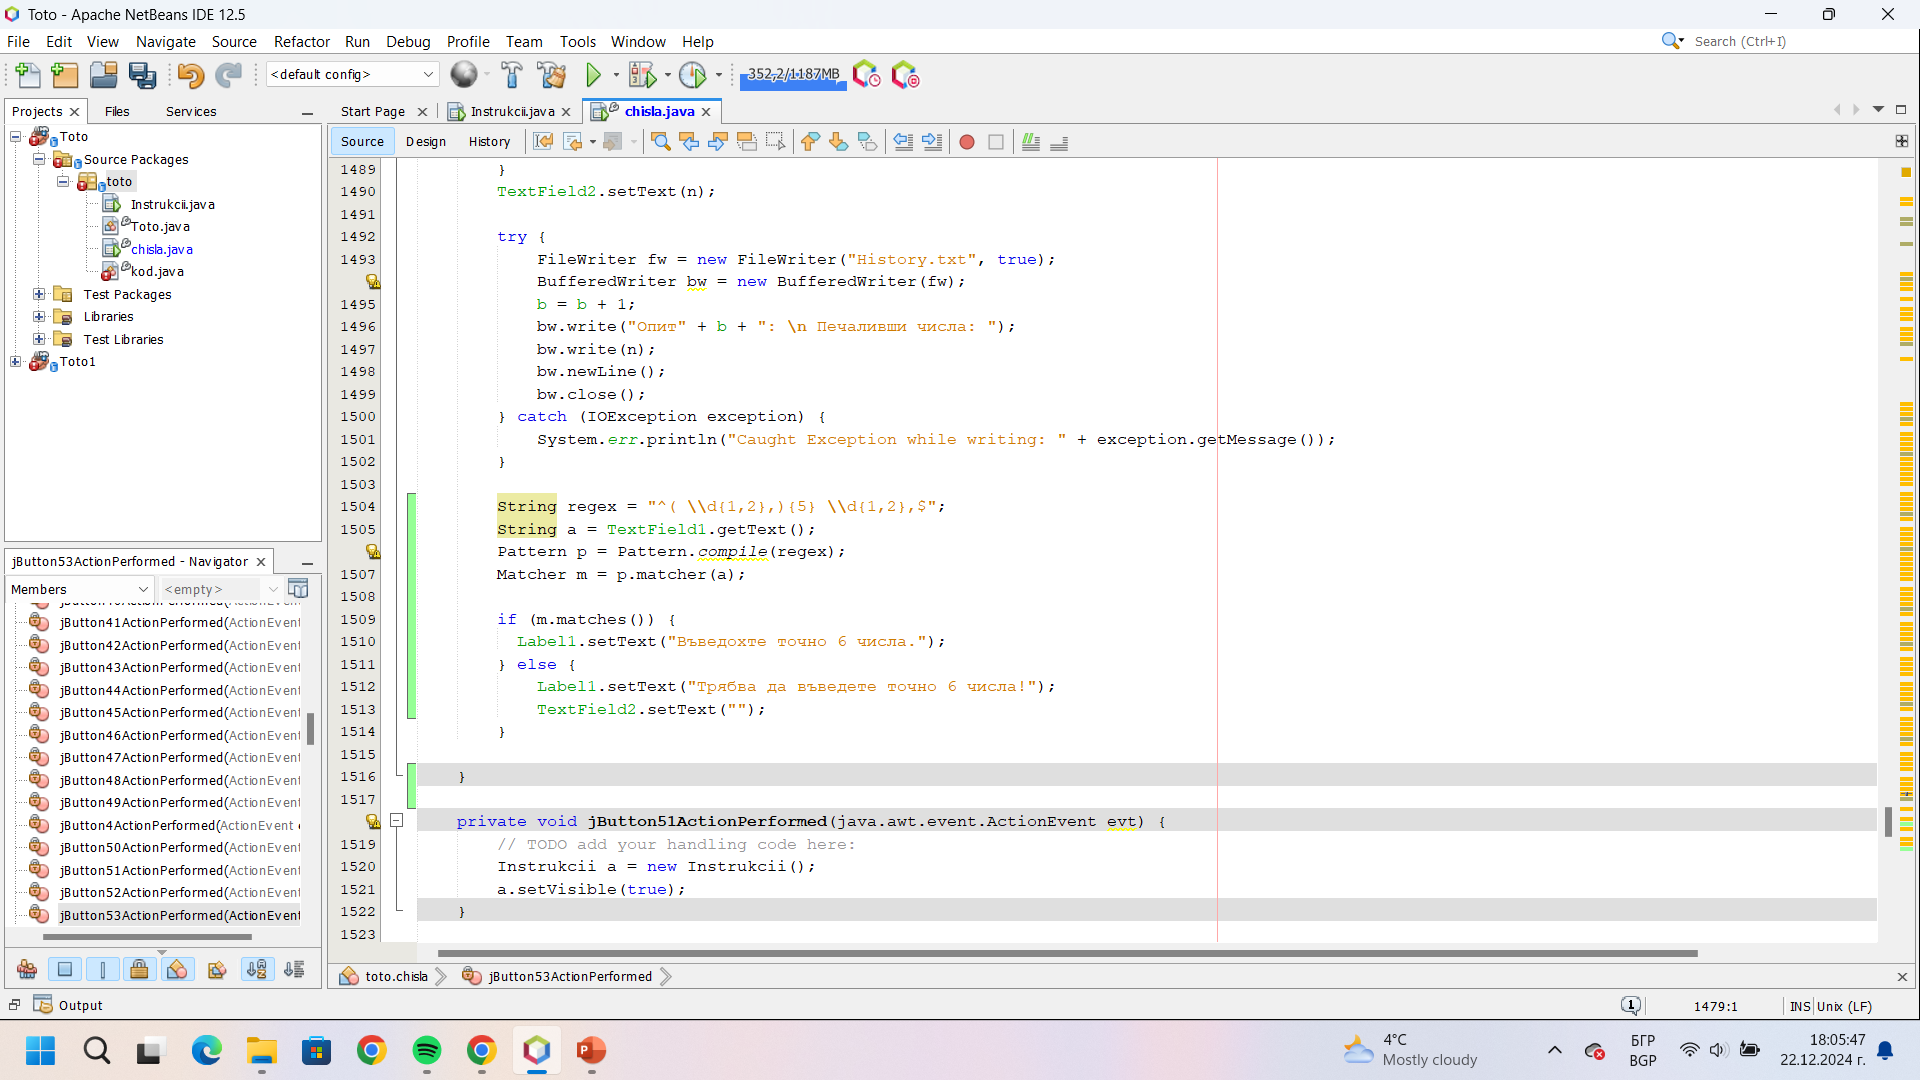 Toto - Apache NetBeans IDE 12.5
File Edit View Navigate Source Refactor Run Debug Profile Team Tools Window Help
Search (Ctrl+I)
<default config>
352,2/1187MB
Projects Files Services
Start Page Instrukcii.java chisla.java
Source Design History
Toto
Source Packages
toto
Instrukcii.java
Toto.java
chisla.java
kod.java
Test Packages
Libraries
Test Libraries
Toto1
jButton53ActionPerformed - Navigator
Members <empty>
jButton41ActionPerformed(ActionEvent
jButton42ActionPerformed(ActionEvent
jButton43ActionPerformed(ActionEvent
jButton44ActionPerformed(ActionEvent
jButton45ActionPerformed(ActionEvent
jButton46ActionPerformed(ActionEvent
jButton47ActionPerformed(ActionEvent
jButton48ActionPerformed(ActionEvent
jButton49ActionPerformed(ActionEvent
jButton4ActionPerformed(ActionEvent
jButton50ActionPerformed(ActionEvent
jButton51ActionPerformed(ActionEvent
jButton52ActionPerformed(ActionEvent
jButton53ActionPerformed(ActionEvent
1489 }
1490 TextField2.setText(n);
1491
1492 try {
1493 FileWriter fw = new FileWriter("History.txt", true);
BufferedWriter bw = new BufferedWriter(fw);
1495 b = b + 1;
1496 bw.write("Опит" + b + ": \n Печаливши числа: ");
1497 bw.write(n);
1498 bw.newLine();
1499 bw.close();
1500 } catch (IOException exception) {
1501 System.err.println("Caught Exception while writing: " + exception.getMessage());
1502 }
1503
1504 String regex = "^( \\d{1,2},){5} \\d{1,2},$";
1505 String a = TextField1.getText();
Pattern p = Pattern.compile(regex);
1507 Matcher m = p.matcher(a);
1508
1509 if (m.matches()) {
1510 Label1.setText("Въведохте точно 6 числа.");
1511 } else {
1512 Label1.setText("Трябва да въведете точно 6 числа!");
1513 TextField2.setText("");
1514 }
1515
1516 }
1517
private void jButton51ActionPerformed(java.awt.event.ActionEvent evt) {
1519 // TODO add your handling code here:
1520 Instrukcii a = new Instrukcii();
1521 a.setVisible(true);
1522 }
1523
toto.chisla jButton53ActionPerformed
Output
1 1479:1 INS Unix (LF)
4°C
Mostly cloudy
БГР
BGP
18:05:47
22.12.2024 г.